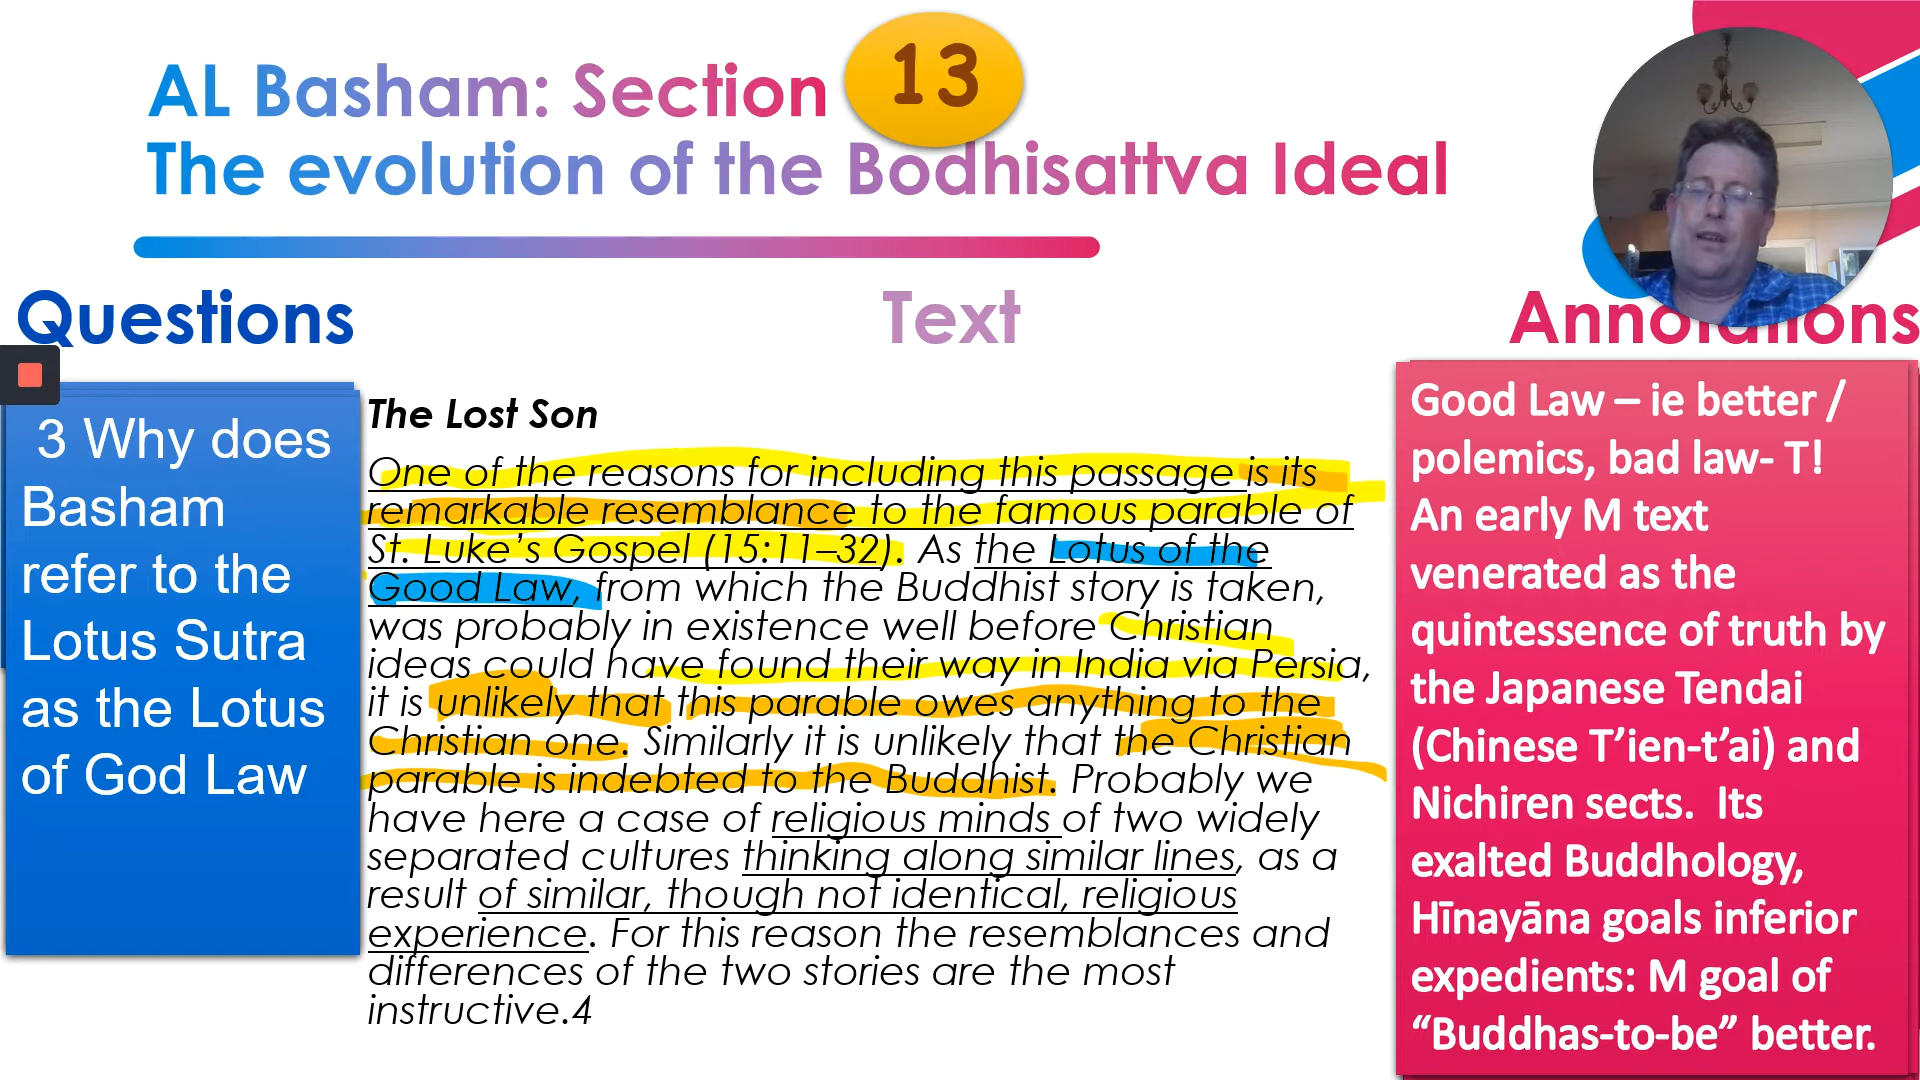 AL Basham: Section 13
The evolution of the Bodhisattva Ideal
Questions
Text
Annotations
3 Why does
Basham
refer to the
Lotus Sutra
as the Lotus
of God Law
The Lost Son
One of the reasons for including this passage is its
remarkable resemblance to the famous parable of
St. Luke’s Gospel (15:11–32). As the Lotus of the
Good Law, from which the Buddhist story is taken,
was probably in existence well before Christian
ideas could have found their way in India via Persia,
it is unlikely that this parable owes anything to the
Christian one. Similarly it is unlikely that the Christian
parable is indebted to the Buddhist. Probably we
have here a case of religious minds of two widely
separated cultures thinking along similar lines, as a
result of similar, though not identical, religious
experience. For this reason the resemblances and
differences of the two stories are the most
instructive.4
Good Law – ie better /
polemics, bad law- T!
An early M text
venerated as the
quintessence of truth by
the Japanese Tendai
(Chinese T’ien-t’ai) and
Nichiren sects.  Its
exalted Buddhology,
Hīnayāna goals inferior
expedients: M goal of
“Buddhas-to-be” better.